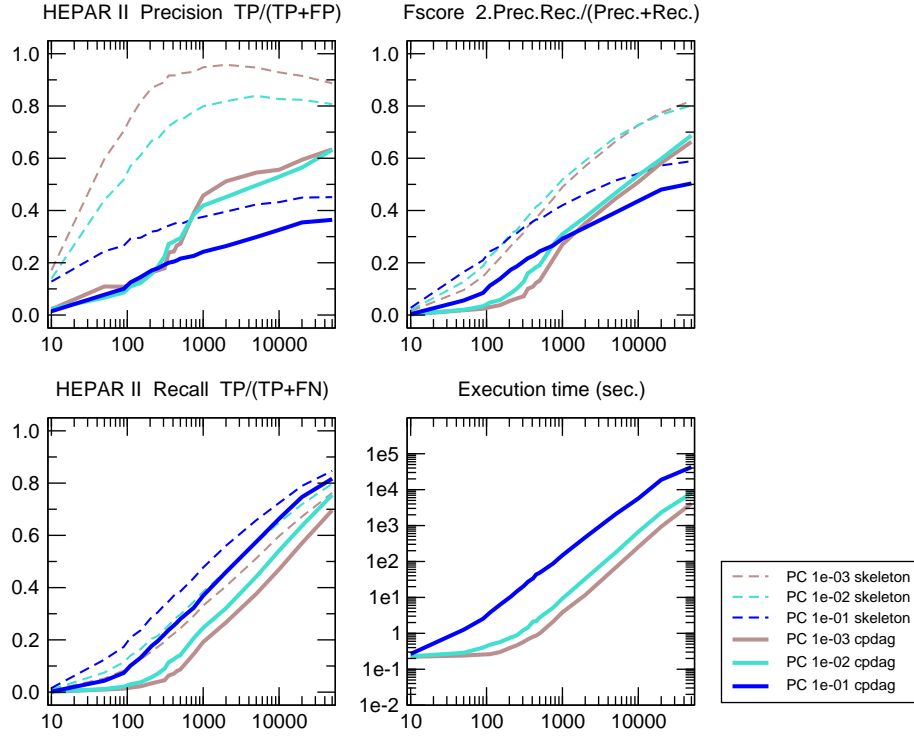 HEPAR II Precision TP/(TP+FP)
1.0
0.8
0.6
0.4
0.2
0.0
10 100 1000 10000
Fscore 2.Prec.Rec./(Prec.+Rec.)
1.0
0.8
0.6
0.4
0.2
0.0
10 100 1000 10000
HEPAR II Recall TP/(TP+FN)
1.0
0.8
0.6
0.4
0.2
0.0
10 100 1000 10000
Execution time (sec.)
1e5
1e4
1e3
1e2
1e1
1
1e-1
1e-2
10 100 1000 10000
PC 1e-03 skeleton
PC 1e-02 skeleton
PC 1e-01 skeleton
PC 1e-03 cpdag
PC 1e-02 cpdag
PC 1e-01 cpdag